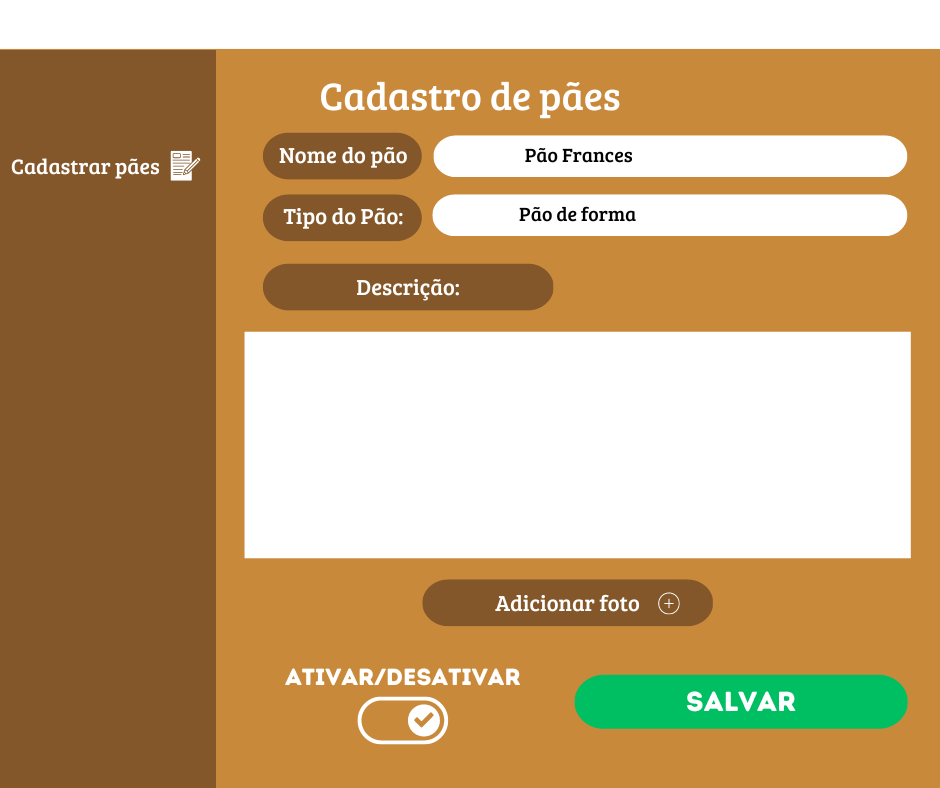 Cadastro de pães
Cadastrar pães
Nome do pão
Pão Frances
Tipo do Pão:
Pão de forma
Descrição:
Adicionar foto
ATIVAR/DESATIVAR
SALVAR